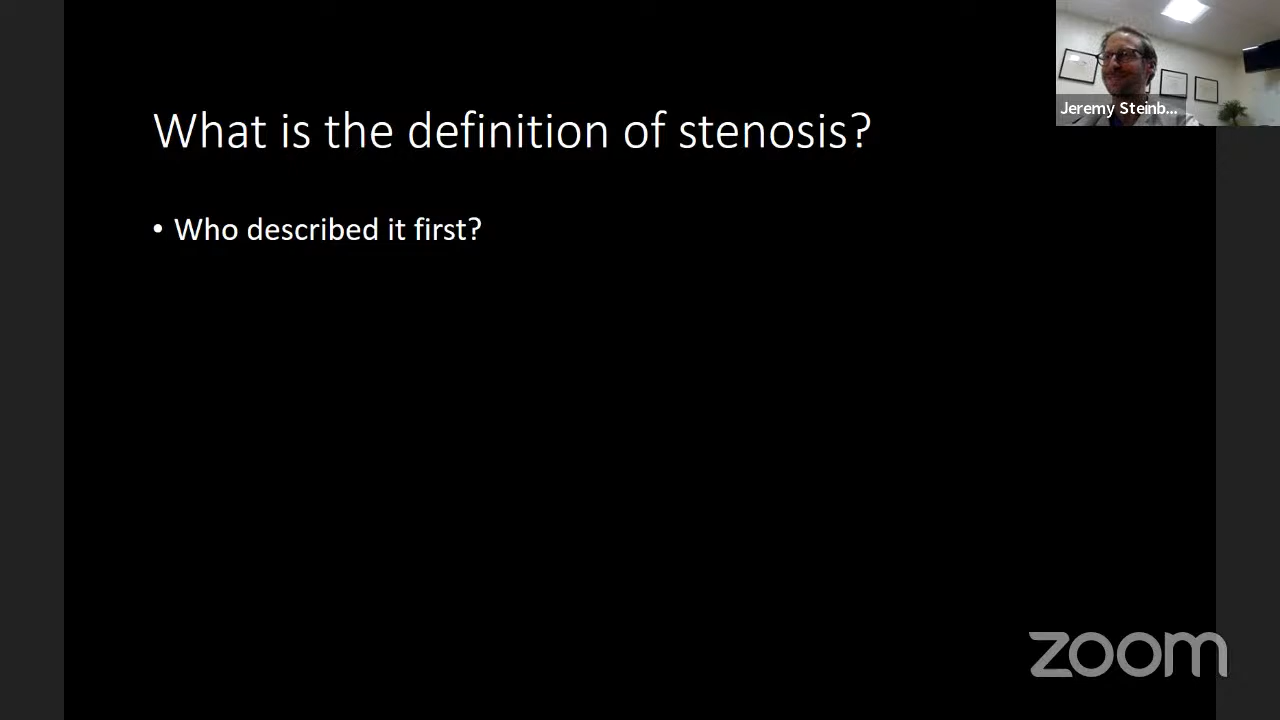 What is the definition of stenosis?
• Who described it first?
Jeremy Steinb...
zoom